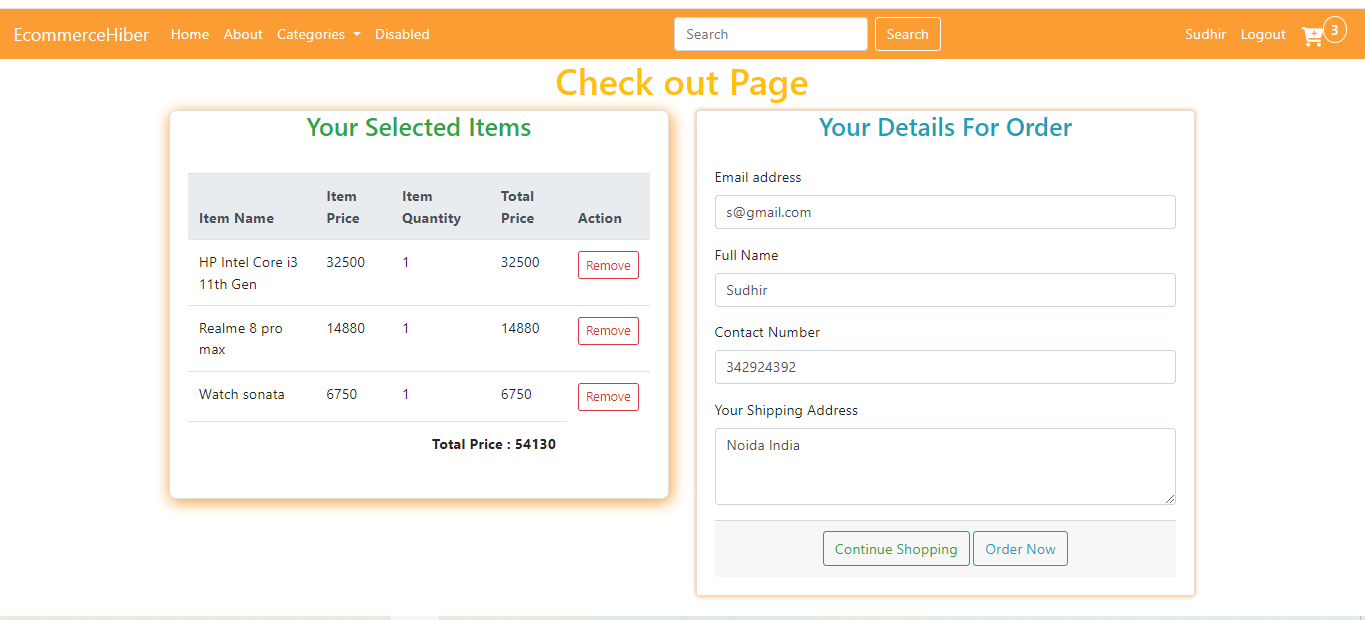 EcommerceHiber Home About Categories Disabled Search Search Sudhir Logout 3
Check out Page
Your Selected Items
Item Name Item Price Item Quantity Total Price Action
HP Intel Core i3 11th Gen 32500 1 32500 Remove
Realme 8 pro max 14880 1 14880 Remove
Watch sonata 6750 1 6750 Remove
Total Price : 54130
Your Details For Order
Email address
s@gmail.com
Full Name
Sudhir
Contact Number
342924392
Your Shipping Address
Noida India
Continue Shopping Order Now